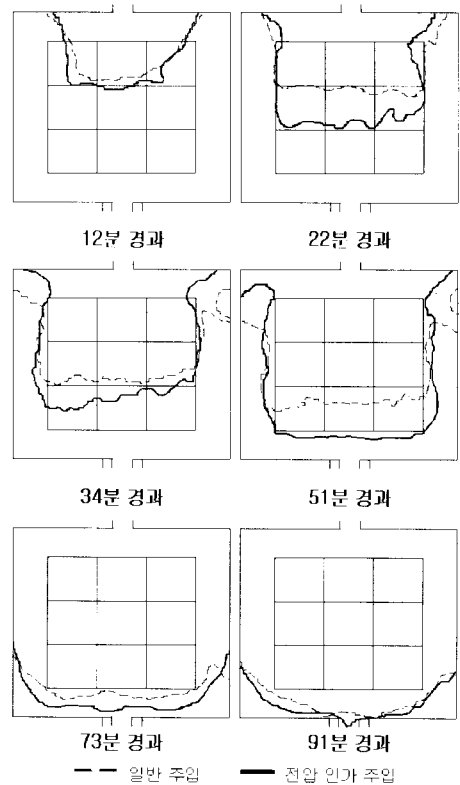 12분 경과
22분 경과
34분 경과
51분 경과
73분 경과
91분 경과
일반 주입
전압 인가 주입